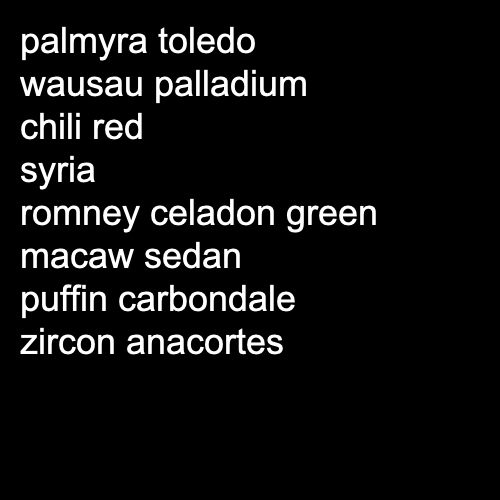 palmyra toledo
wausau palladium
chili red
syria
romney celadon green
macaw sedan
puffin carbondale
zircon anacortes